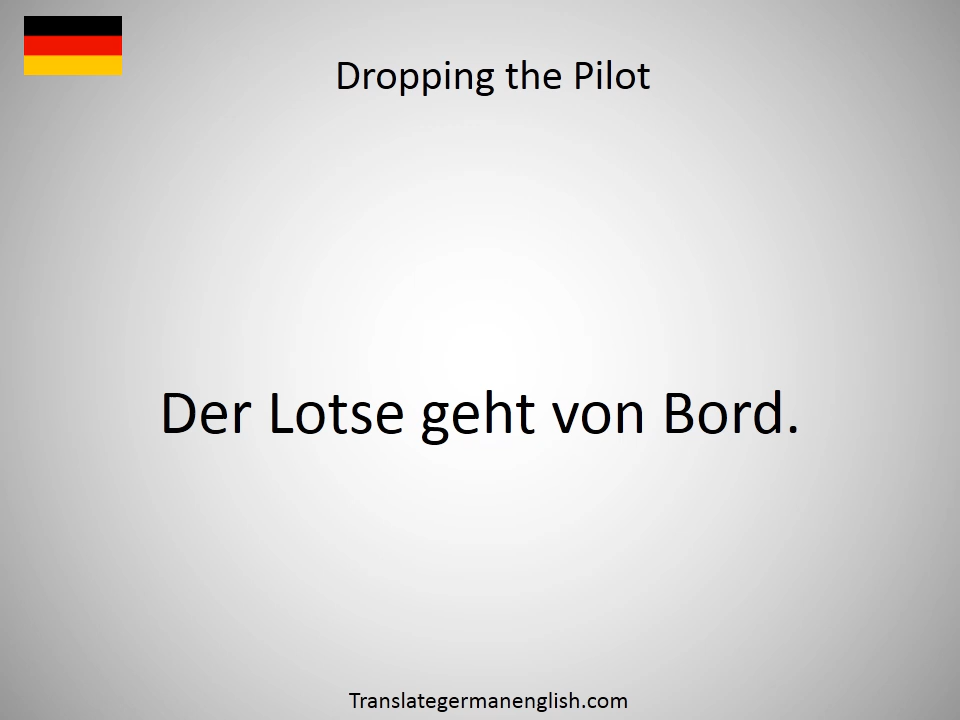 Dropping the Pilot
Der Lotse geht von Bord.
Translategermanenglish.com